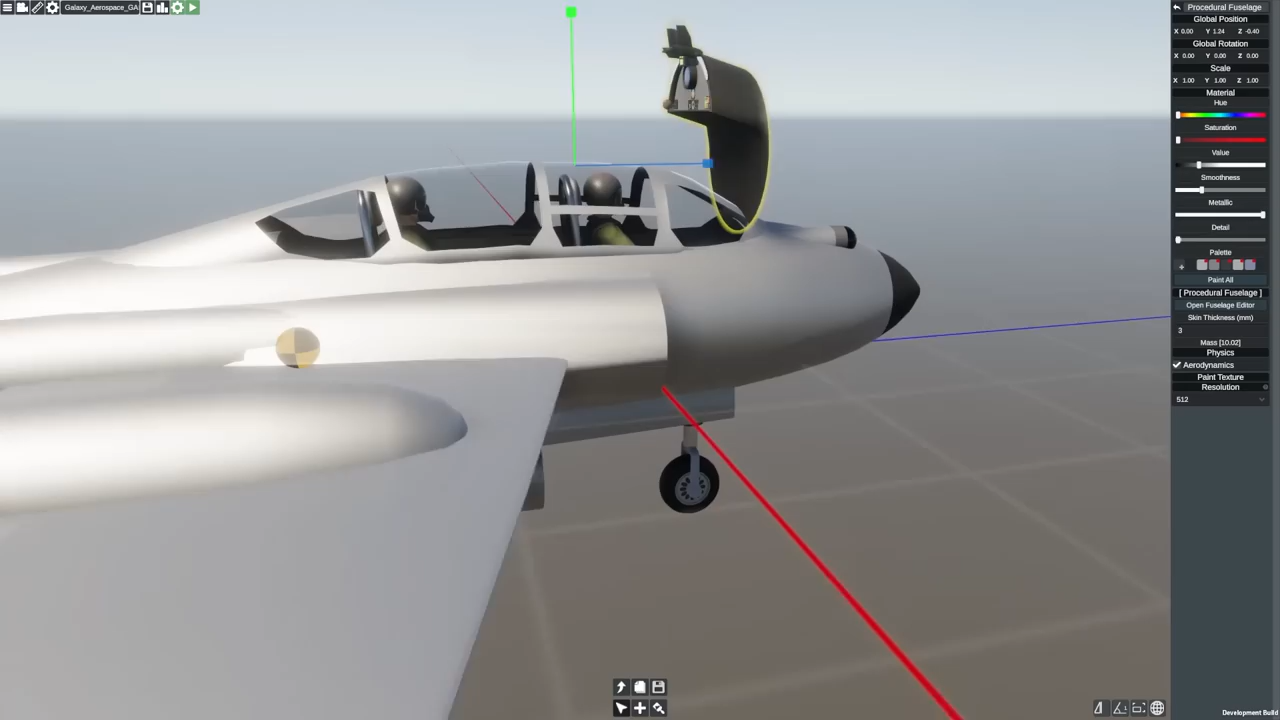 Galaxy_Aerospace_GA
Procedural Fuselage
Global Position
X 0.00 Y 1.24 Z -0.40
Global Rotation
X 0.00 Y 0.00 Z 0.00
Scale
X 1.00 Y 1.00 Z 1.00
Material
Hue
Saturation
Value
Smoothness
Metallic
Detail
Palette
+
Paint All
[ Procedural Fuselage ]
Open Fuselage Editor
Skin Thickness (mm)
3
Mass [10.02]
Physics
Aerodynamics
Paint Texture
Resolution
512
Development Build